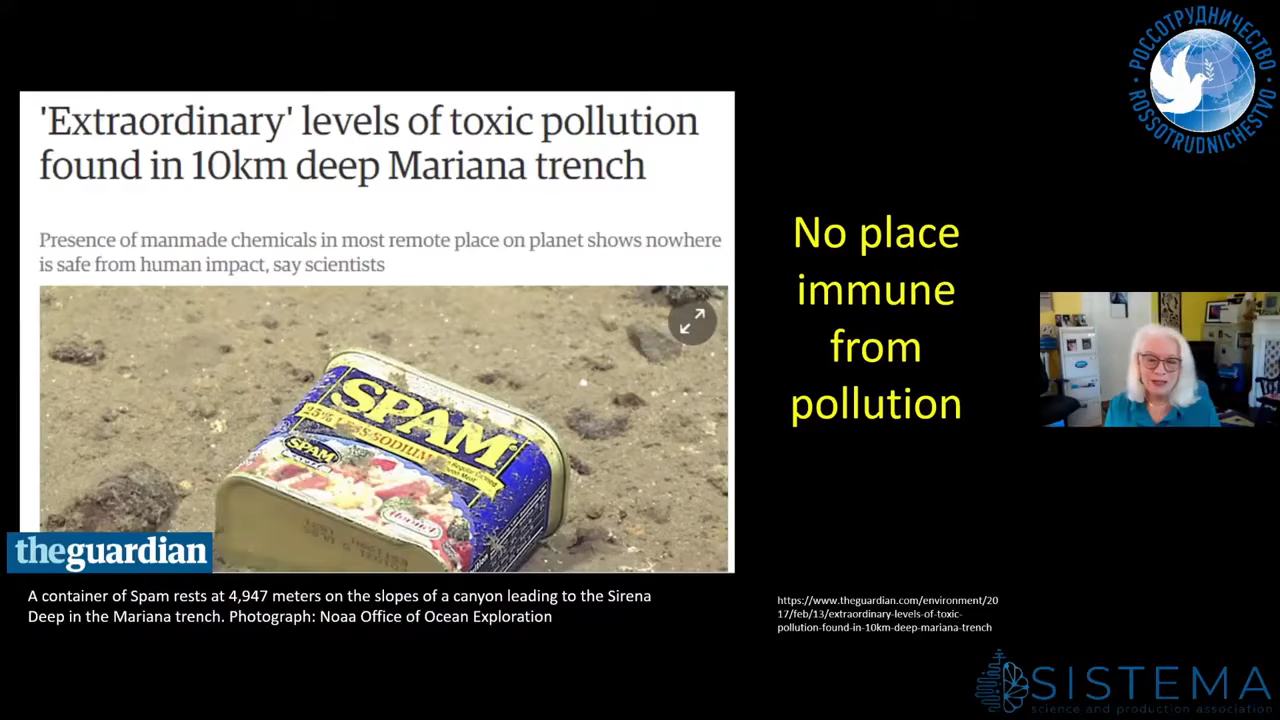 'Extraordinary' levels of toxic pollution
found in 10km deep Mariana trench
Presence of manmade chemicals in most remote place on planet shows nowhere
is safe from human impact, say scientists
SPAM
25% LESS SODIUM
SPAM
Hormel
theguardian
A container of Spam rests at 4,947 meters on the slopes of a canyon leading to the Sirena
Deep in the Mariana trench. Photograph: Noaa Office of Ocean Exploration
No place
immune
from
pollution
https://www.theguardian.com/environment/20
17/feb/13/extraordinary-levels-of-toxic-
pollution-found-in-10km-deep-mariana-trench
РОССОТРУДНИЧЕСТВО
ROSSOTRUDNICHESTVO
SISTEMA
science and production association